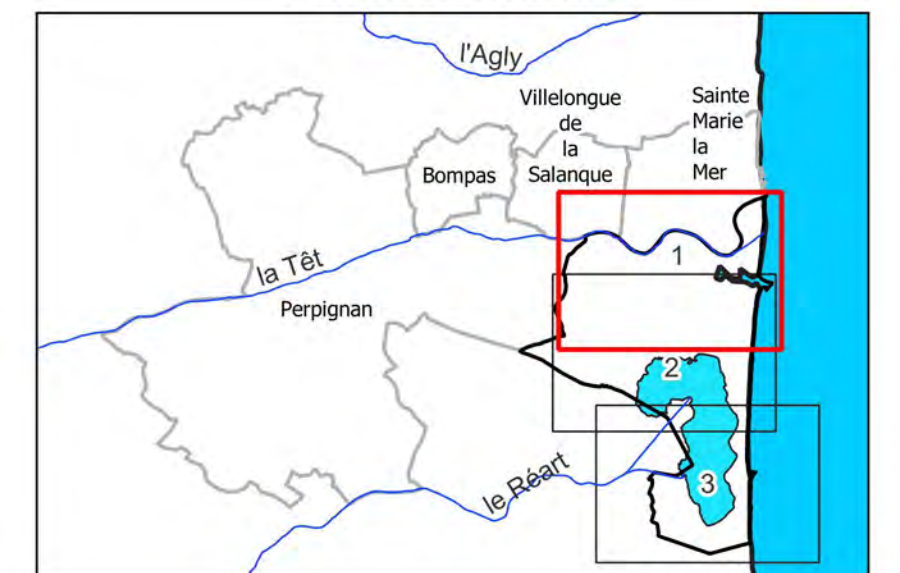 l'Agly
Villelongue
de
la
Salanque
Sainte
Marie
la
Mer
Bompas
la Têt
1
Perpignan
2
le Réart
3